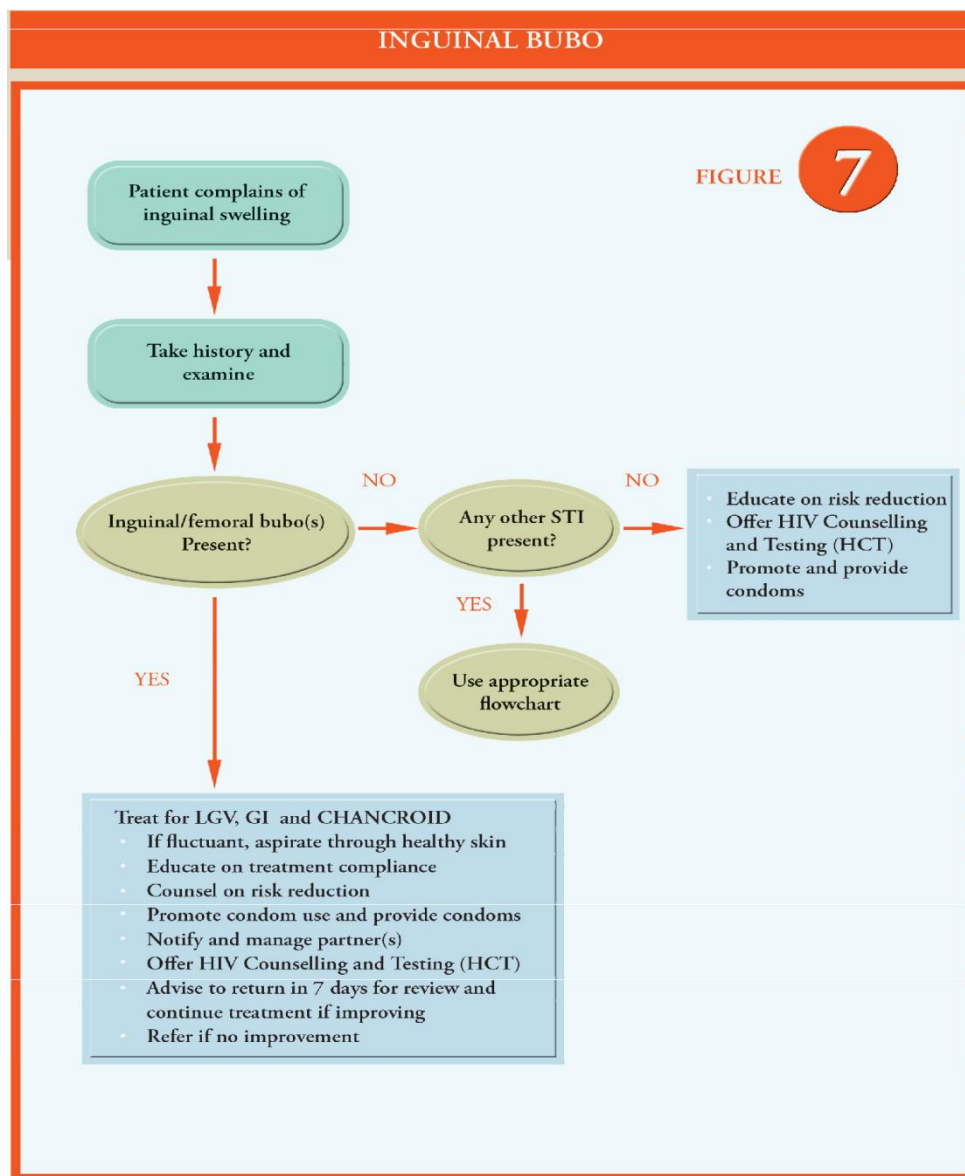 INGUINAL BUBO
FIGURE 7
Patient complains of
inguinal swelling
Take history and
examine
Inguinal/femoral bubo(s)
Present?
NO
Any other STI
present?
NO
• Educate on risk reduction
• Offer HIV Counselling
and Testing (HCT)
• Promote and provide
condoms
YES
Use appropriate
flowchart
YES
Treat for LGV, GI and CHANCROID
• If fluctuant, aspirate through healthy skin
• Educate on treatment compliance
• Counsel on risk reduction
• Promote condom use and provide condoms
• Notify and manage partner(s)
• Offer HIV Counselling and Testing (HCT)
• Advise to return in 7 days for review and
continue treatment if improving
• Refer if no improvement